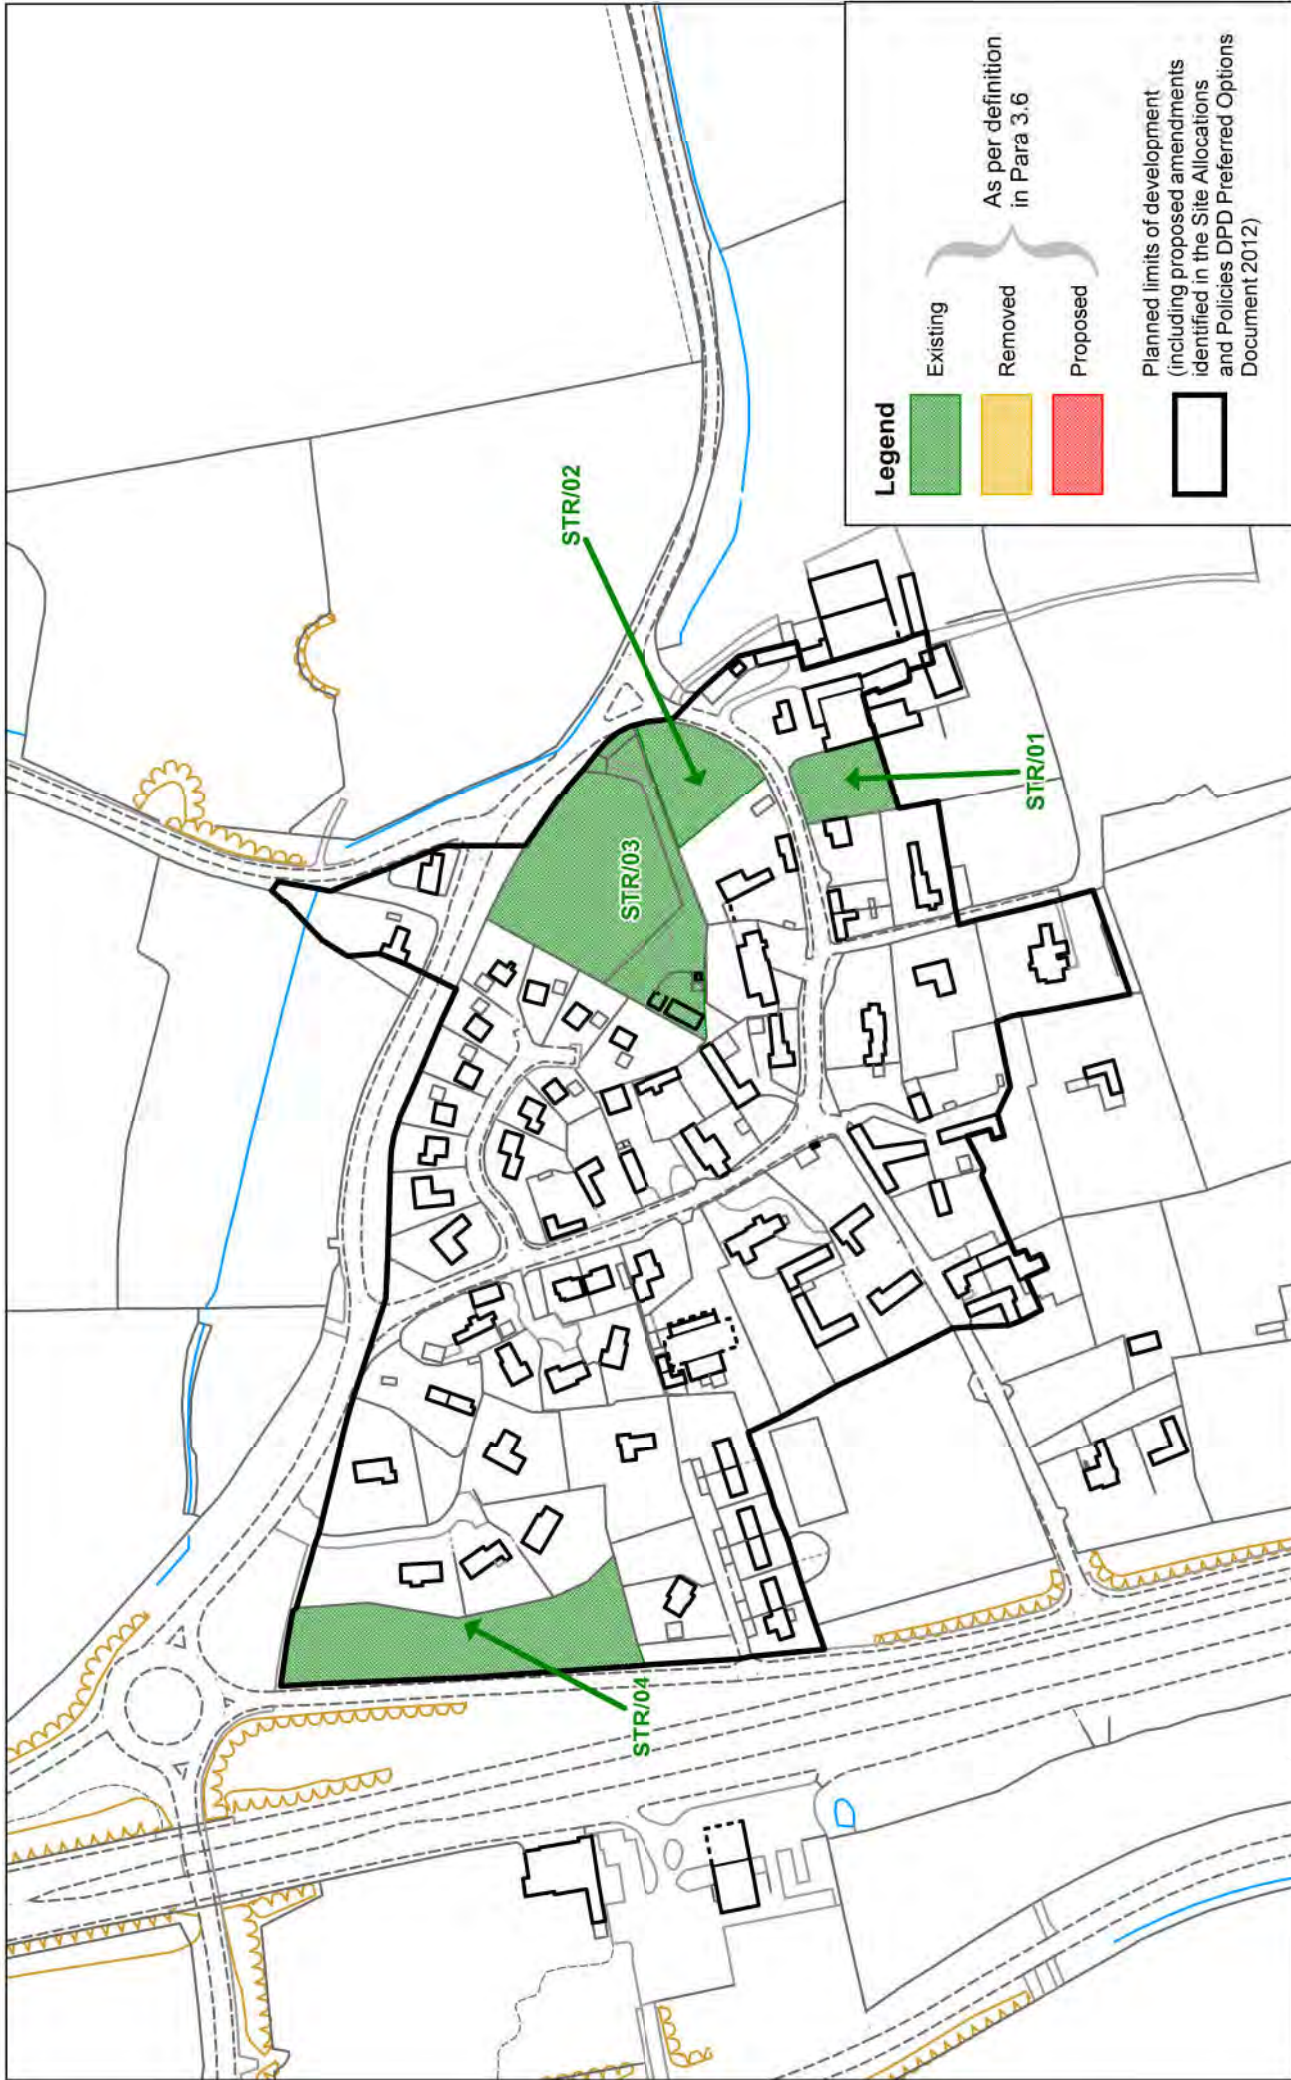 STR/02
STR/03
STR/01
STR/04
Legend
Existing
Removed
Proposed
As per definition
in Para 3.6
Planned limits of development
(including proposed amendments
identified in the Site Allocations
and Policies DPD Preferred Options
Document 2012)